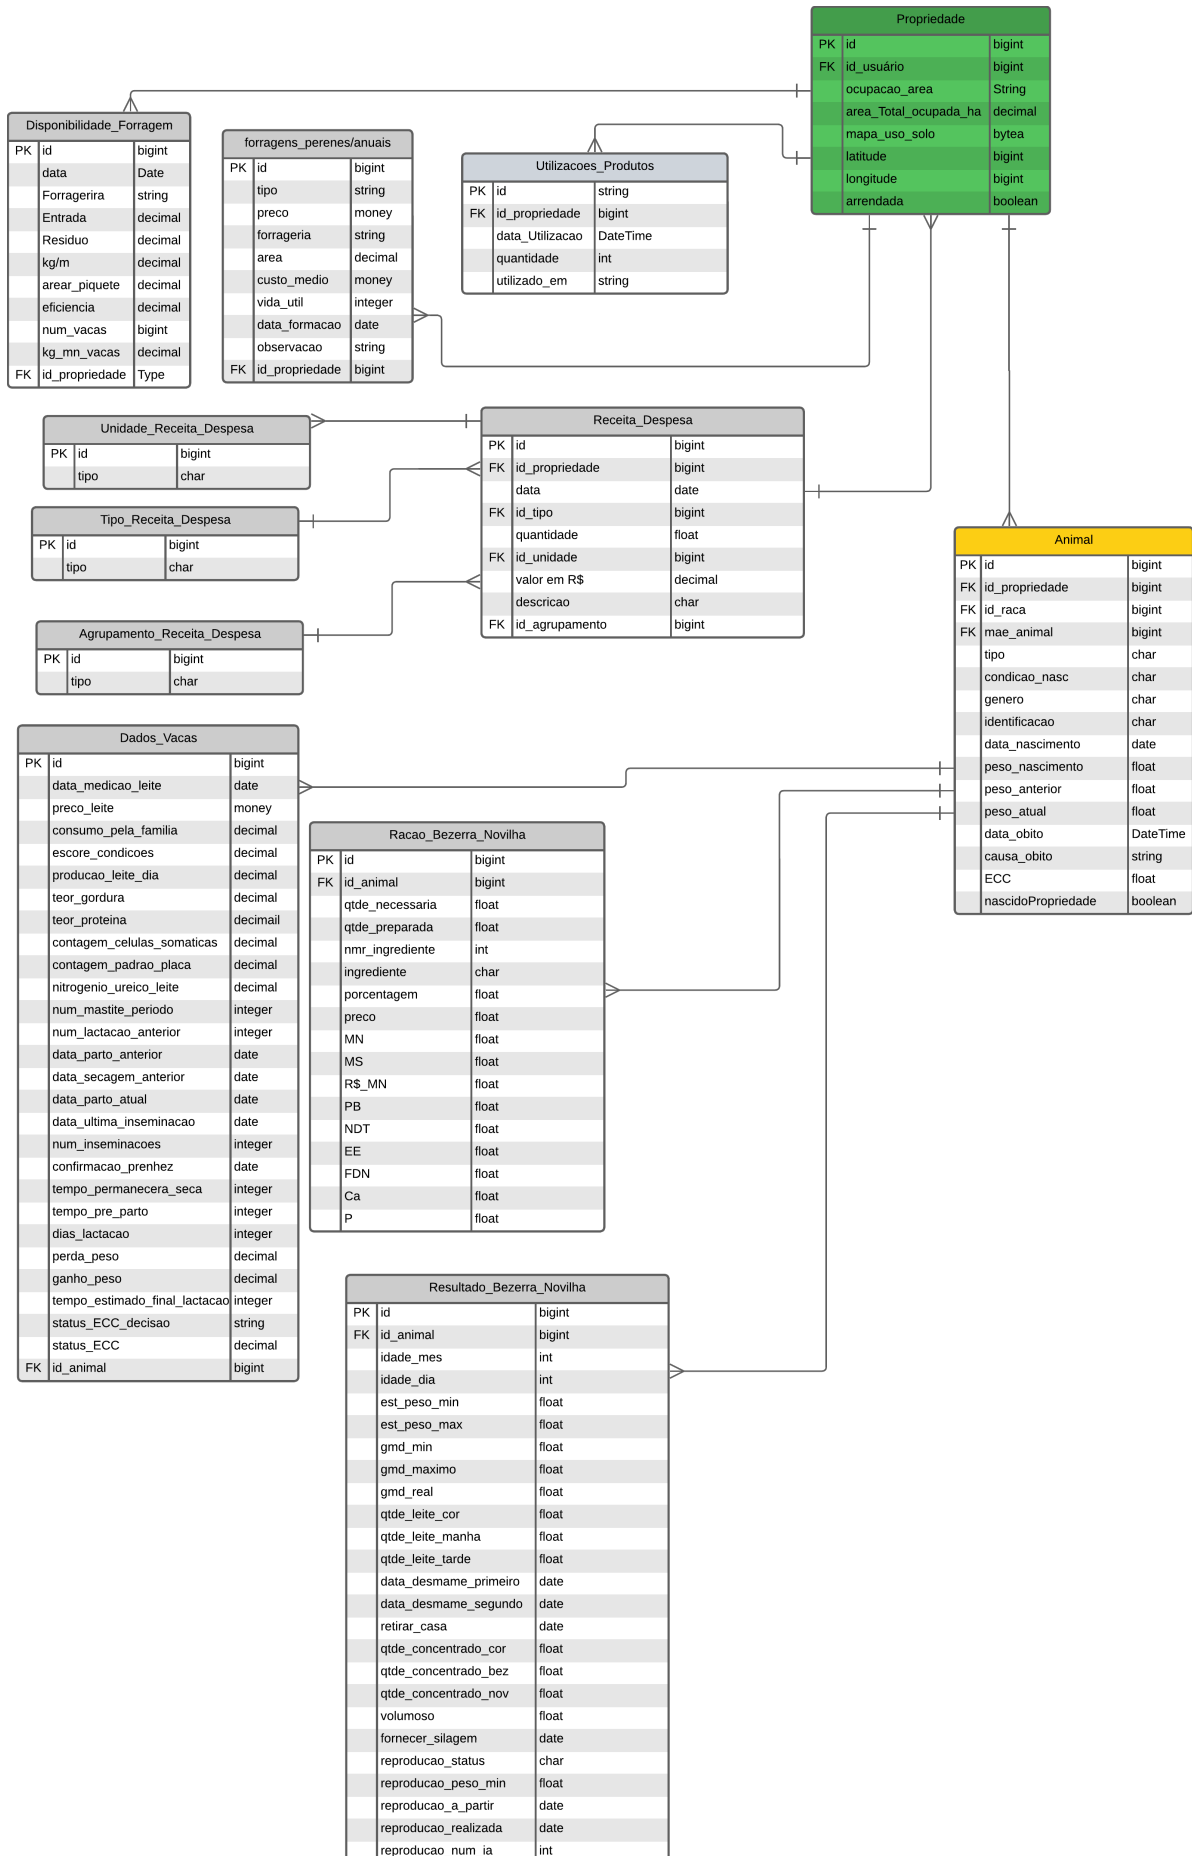 Propriedade
PK id bigint
FK id_usuário bigint
ocupacao_area String
area_Total_ocupada_ha decimal
mapa_uso_solo bytea
latitude bigint
longitude bigint
arrendada boolean
Disponibilidade_Forragem
PK id bigint
data Date
Forragerira string
Entrada decimal
Residuo decimal
kg/m decimal
arear_piquete decimal
eficiencia decimal
num_vacas bigint
kg_mn_vacas decimal
FK id_propriedade Type
forragens_perenes/anuais
PK id bigint
tipo string
preco money
forrageria string
area decimal
custo_medio money
vida_util integer
data_formacao date
observacao string
FK id_propriedade bigint
Utilizacoes_Produtos
PK id string
FK id_propriedade bigint
data_Utilizacao DateTime
quantidade int
utilizado_em string
Unidade_Receita_Despesa
PK id bigint
tipo char
Tipo_Receita_Despesa
PK id bigint
tipo char
Agrupamento_Receita_Despesa
PK id bigint
tipo char
Receita_Despesa
PK id bigint
FK id_propriedade bigint
data date
FK id_tipo bigint
quantidade float
FK id_unidade bigint
valor em R$ decimal
descricao char
FK id_agrupamento bigint
Animal
PK id bigint
FK id_propriedade bigint
FK id_raca bigint
FK mae_animal bigint
tipo char
condicao_nasc char
genero char
identificacao char
data_nascimento date
peso_nascimento float
peso_anterior float
peso_atual float
data_obito DateTime
causa_obito string
ECC float
nascidoPropriedade boolean
Dados_Vacas
PK id bigint
data_medicao_leite date
preco_leite money
consumo_pela_familia decimal
escore_condicoes decimal
producao_leite_dia decimal
teor_gordura decimal
teor_proteina decimail
contagem_celulas_somaticas decimal
contagem_padrao_placa decimal
nitrogenio_ureico_leite decimal
num_mastite_periodo integer
num_lactacao_anterior integer
data_parto_anterior date
data_secagem_anterior date
data_parto_atual date
data_ultima_inseminacao date
num_inseminacoes integer
confirmacao_prenhez date
tempo_permanecera_seca integer
tempo_pre_parto integer
dias_lactacao integer
perda_peso decimal
ganho_peso decimal
tempo_estimado_final_lactacao integer
status_ECC_decisao string
status_ECC decimal
FK id_animal bigint
Racao_Bezerra_Novilha
PK id bigint
FK id_animal bigint
qtde_necessaria float
qtde_preparada float
nmr_ingrediente int
ingrediente char
porcentagem float
preco float
MN float
MS float
R$_MN float
PB float
NDT float
EE float
FDN float
Ca float
P float
Resultado_Bezerra_Novilha
PK id bigint
FK id_animal bigint
idade_mes int
idade_dia int
est_peso_min float
est_peso_max float
gmd_min float
gmd_maximo float
gmd_real float
qtde_leite_cor float
qtde_leite_manha float
qtde_leite_tarde float
data_desmame_primeiro date
data_desmame_segundo date
retirar_casa date
qtde_concentrado_cor float
qtde_concentrado_bez float
qtde_concentrado_nov float
volumoso float
fornecer_silagem date
reproducao_status char
reproducao_peso_min float
reproducao_a_partir date
reproducao_realizada date
reproducao_num_ia int